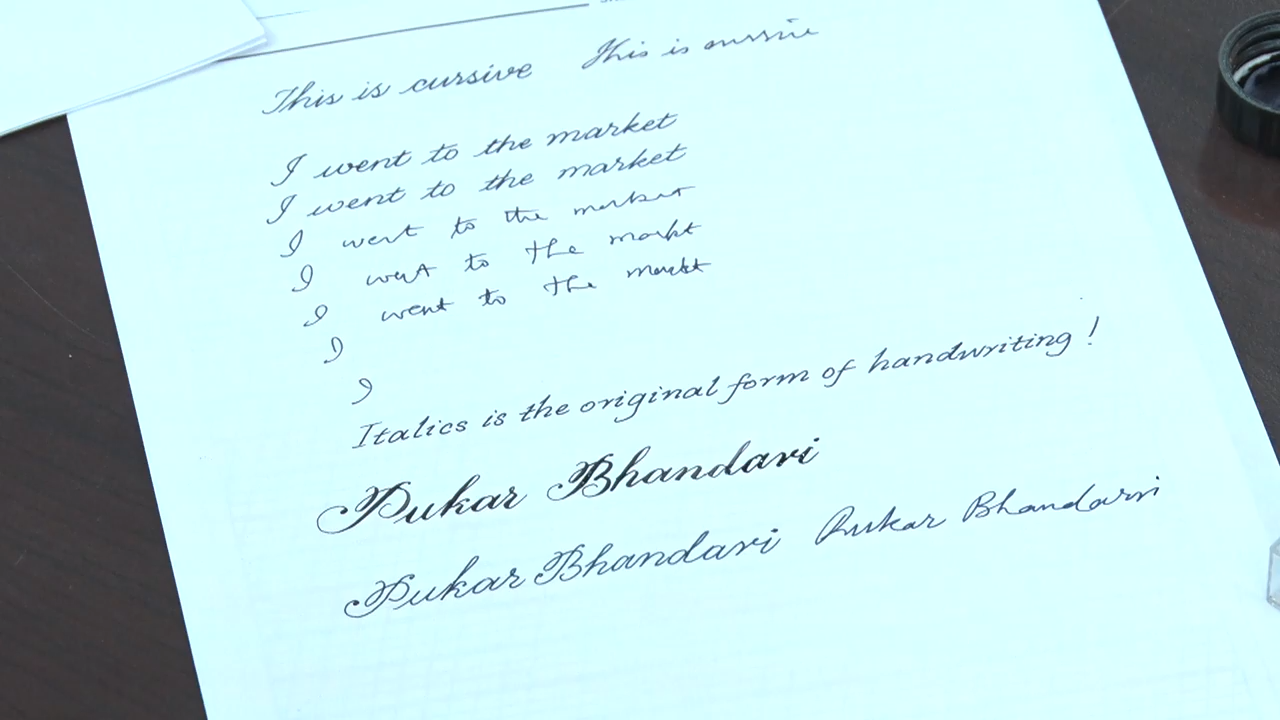 This is cursive This is cursive
I went to the market
I went to the market
I went to the market
I went to the market
I went to the market
I
I
Italics is the original form of handwriting!
Pukar Bhandari
Pukar Bhandari Pukar Bhandari